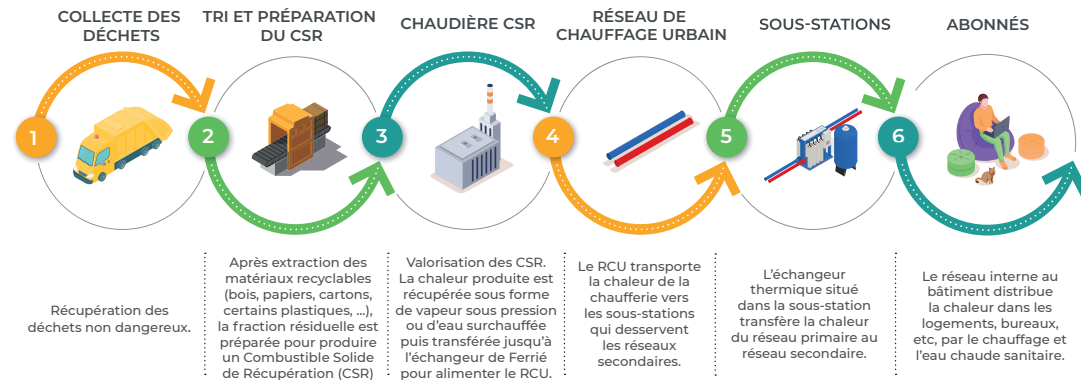 COLLECTE DES
DÉCHETS
TRI ET PRÉPARATION
DU CSR
CHAUDIÈRE CSR
RÉSEAU DE
CHAUFFAGE URBAIN
SOUS-STATIONS
ABONNÉS
1
2
3
4
5
6
Récupération des
déchets non dangereux.
Après extraction des
matériaux recyclables
(bois, papiers, cartons,
certains plastiques, ...),
la fraction résiduelle est
préparée pour produire
un Combustible Solide
de Récupération (CSR)
Valorisation des CSR.
La chaleur produite est
récupérée sous forme
de vapeur sous pression
ou d'eau surchauffée
puis transférée jusqu'à
l'échangeur de Ferrié
pour alimenter le RCU.
Le RCU transporte
la chaleur de la
chaufferie vers
les sous-stations
qui desservent
les réseaux
secondaires.
L'échangeur
thermique situé
dans la sous-station
transfère la chaleur
du réseau primaire au
réseau secondaire.
Le réseau interne au
bâtiment distribue
la chaleur dans les
logements, bureaux,
etc, par le chauffage et
l'eau chaude sanitaire.